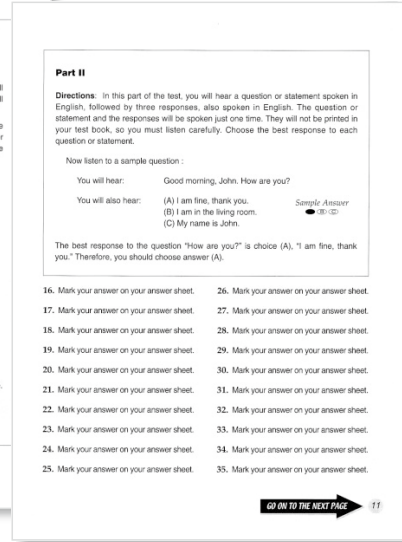 Part II
Directions: In this part of the test, you will hear a question or statement spoken in
English, followed by three responses, also spoken in English. The question or
statement and the responses will be spoken just one time. They will not be printed in
your test book, so you must listen carefully. Choose the best response to each
question or statement.
Now listen to a sample question :
You will hear: Good morning, John. How are you?
You will also hear: (A) I am fine, thank you. Sample Answer
(B) I am in the living room. (B) (C)
(C) My name is John.
The best response to the question "How are you?" is choice (A), "I am fine, thank
you." Therefore, you should choose answer (A).
16. Mark your answer on your answer sheet. 26. Mark your answer on your answer sheet.
17. Mark your answer on your answer sheet. 27. Mark your answer on your answer sheet.
18. Mark your answer on your answer sheet. 28. Mark your answer on your answer sheet.
19. Mark your answer on your answer sheet. 29. Mark your answer on your answer sheet.
20. Mark your answer on your answer sheet. 30. Mark your answer on your answer sheet.
21. Mark your answer on your answer sheet. 31. Mark your answer on your answer sheet.
22. Mark your answer on your answer sheet. 32. Mark your answer on your answer sheet.
23. Mark your answer on your answer sheet. 33. Mark your answer on your answer sheet.
24. Mark your answer on your answer sheet. 34. Mark your answer on your answer sheet.
25. Mark your answer on your answer sheet. 35. Mark your answer on your answer sheet.
GO ON TO THE NEXT PAGE 11